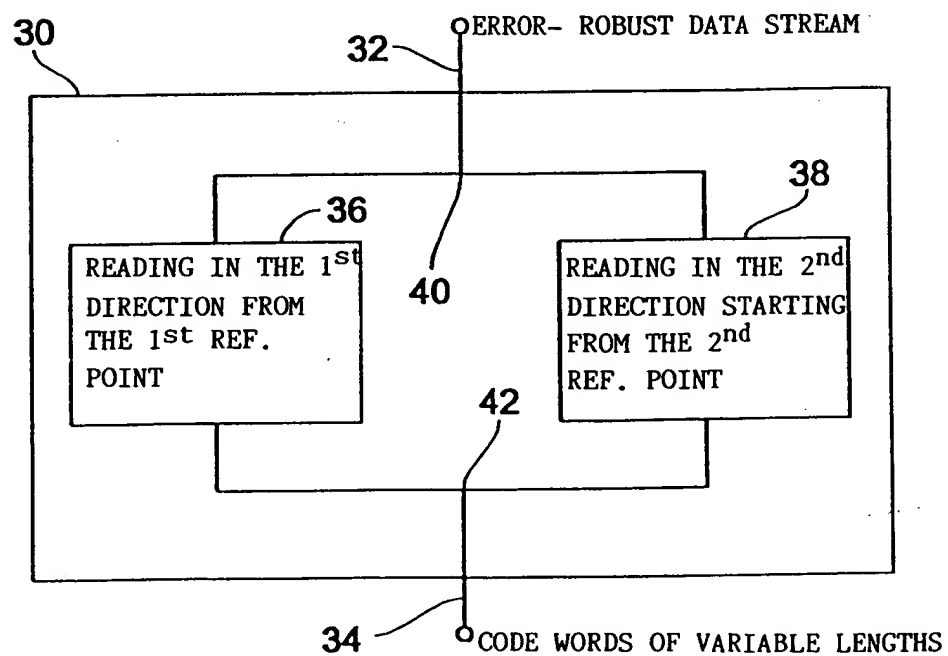 30
32
ERROR- ROBUST DATA STREAM
36
38
READING IN THE 1st
DIRECTION FROM
THE 1st REF.
POINT
40
READING IN THE 2nd
DIRECTION STARTING
FROM THE 2nd
REF. POINT
42
34
CODE WORDS OF VARIABLE LENGTHS